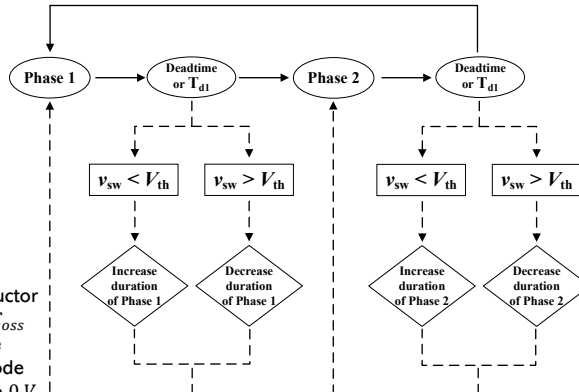 Phase 1
Deadtime
or T_d1
Phase 2
Deadtime
or T_d1
v_sw < V_th
v_sw > V_th
v_sw < V_th
v_sw > V_th
Increase
duration
of Phase 1
Decrease
duration
of Phase 1
Increase
duration
of Phase 2
Decrease
duration
of Phase 2
uctor
oss
ode
0 V